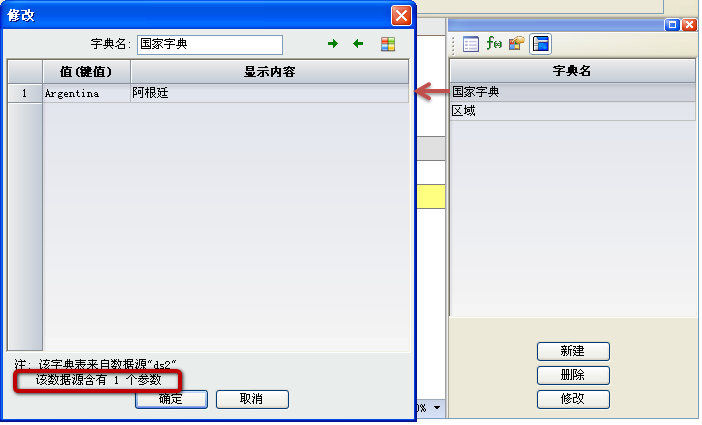 修改
字典名: 国家字典
值(键值) 显示内容
1 Argentina 阿根廷
注: 该字典表来自数据源"ds2"
该数据源含有 1 个参数
确定 取消
0%
f(x)
字典名
国家字典
区域
新建
删除
修改